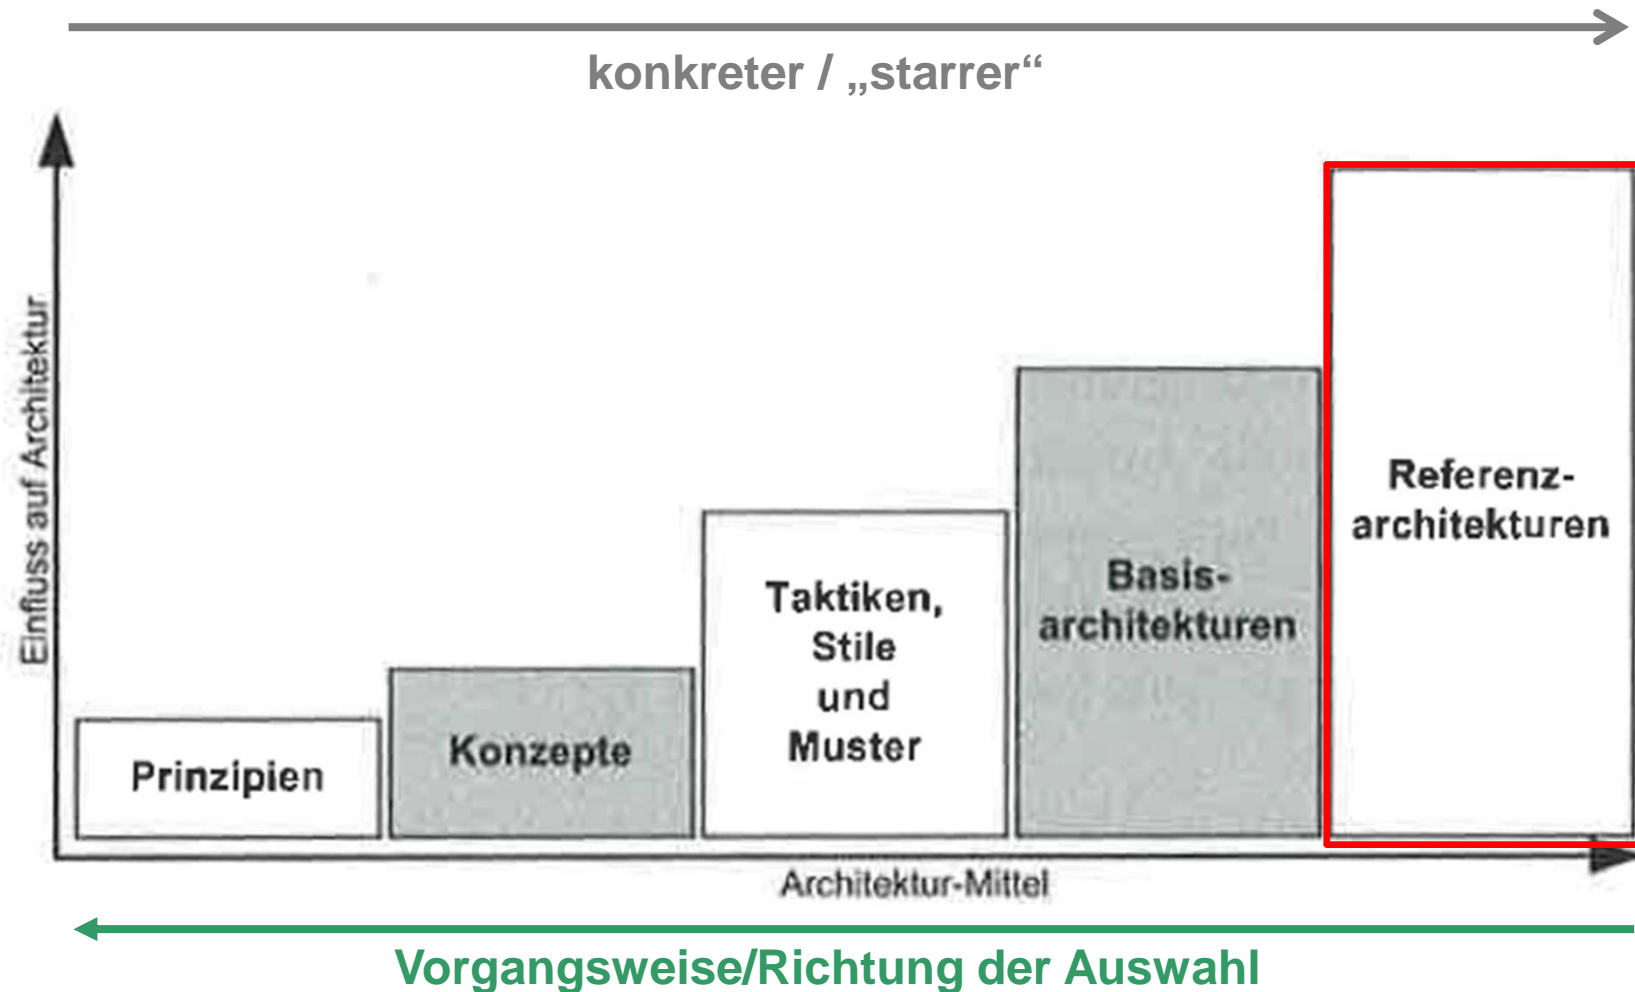 konkreter / „starrer“
Einfluss auf Architektur
Prinzipien
Konzepte
Taktiken,
Stile
und
Muster
Basis-
architekturen
Referenz-
architekturen
Architektur-Mittel
Vorgangsweise/Richtung der Auswahl